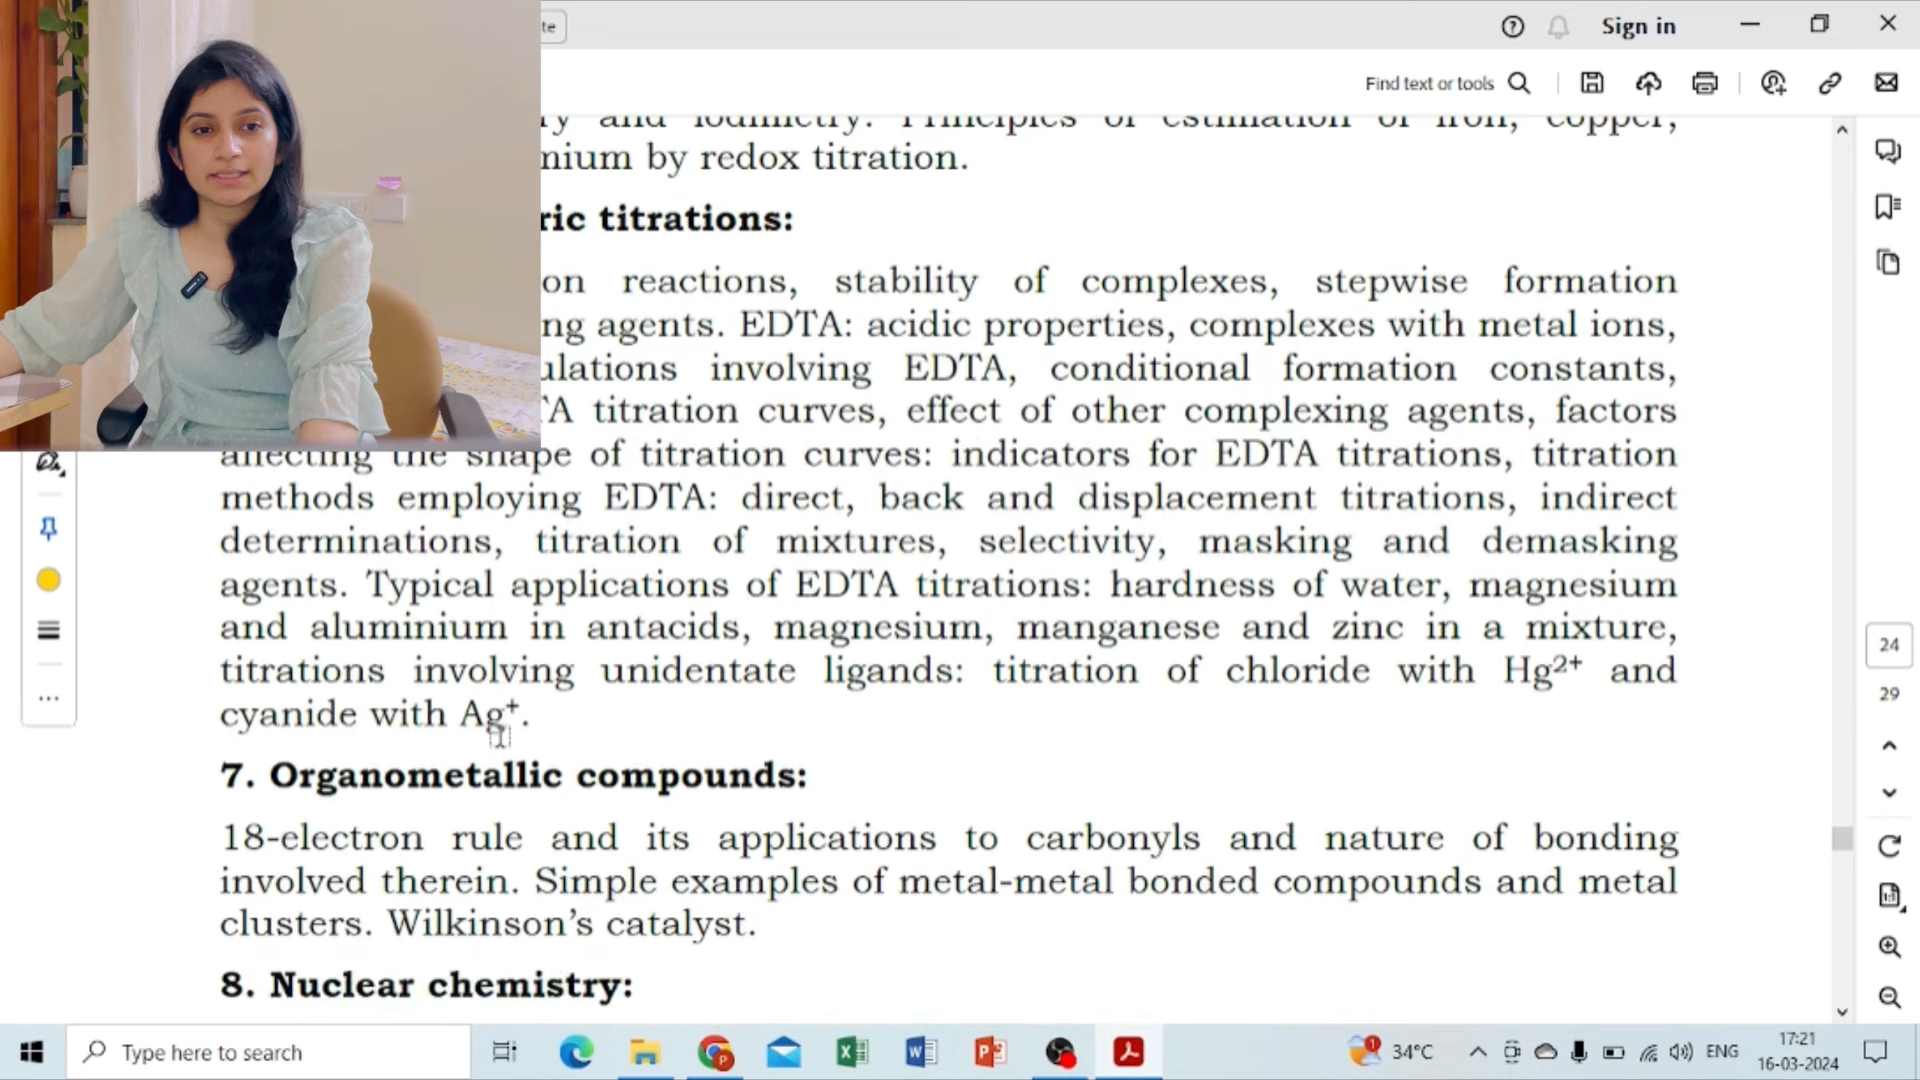 te
Sign in
Find text or tools
ry and iodimetry. Principles of estimation of iron, copper,
nium by redox titration.
ric titrations:
on reactions, stability of complexes, stepwise formation
ng agents. EDTA: acidic properties, complexes with metal ions,
ulations involving EDTA, conditional formation constants,
A titration curves, effect of other complexing agents, factors
affecting the shape of titration curves: indicators for EDTA titrations, titration
methods employing EDTA: direct, back and displacement titrations, indirect
determinations, titration of mixtures, selectivity, masking and demasking
agents. Typical applications of EDTA titrations: hardness of water, magnesium
and aluminium in antacids, magnesium, manganese and zinc in a mixture,
titrations involving unidentate ligands: titration of chloride with Hg²⁺ and
cyanide with Ag⁺.
7. Organometallic compounds:
18-electron rule and its applications to carbonyls and nature of bonding
involved therein. Simple examples of metal-metal bonded compounds and metal
clusters. Wilkinson's catalyst.
8. Nuclear chemistry:
24
29
Type here to search
34°C
ENG
17:21
16-03-2024